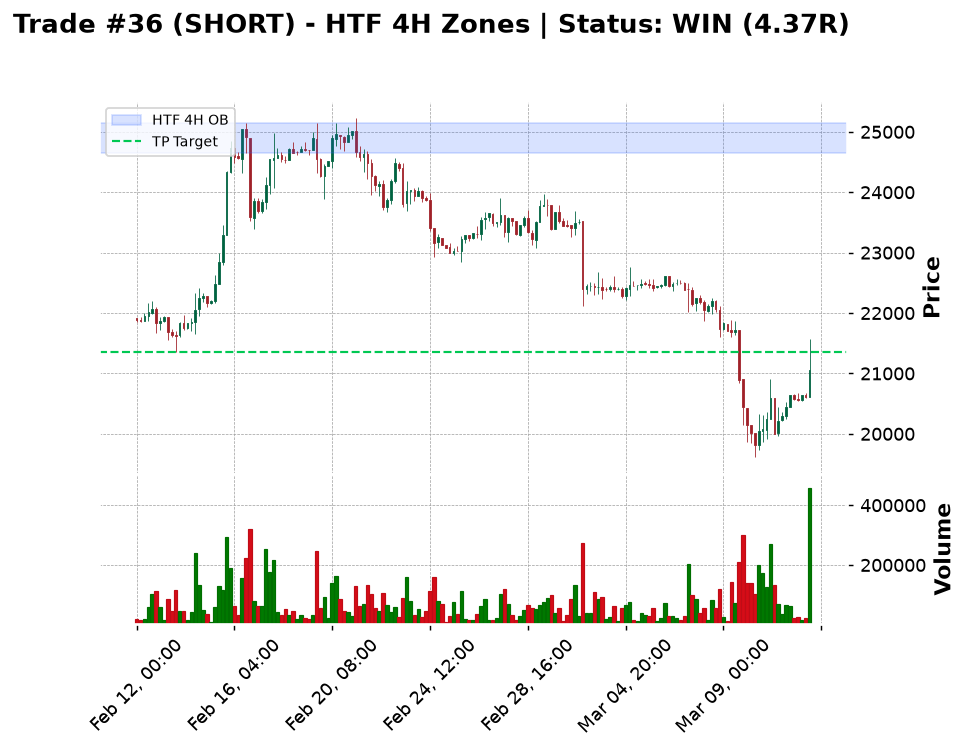 Trade #36 (SHORT) - HTF 4H Zones | Status: WIN (4.37R)
HTF 4H OB
TP Target
25000
24000
23000
22000
21000
20000
Price
400000
200000
Volume
Feb 12, 00:00
Feb 16, 04:00
Feb 20, 08:00
Feb 24, 12:00
Feb 28, 16:00
Mar 04, 20:00
Mar 09, 00:00